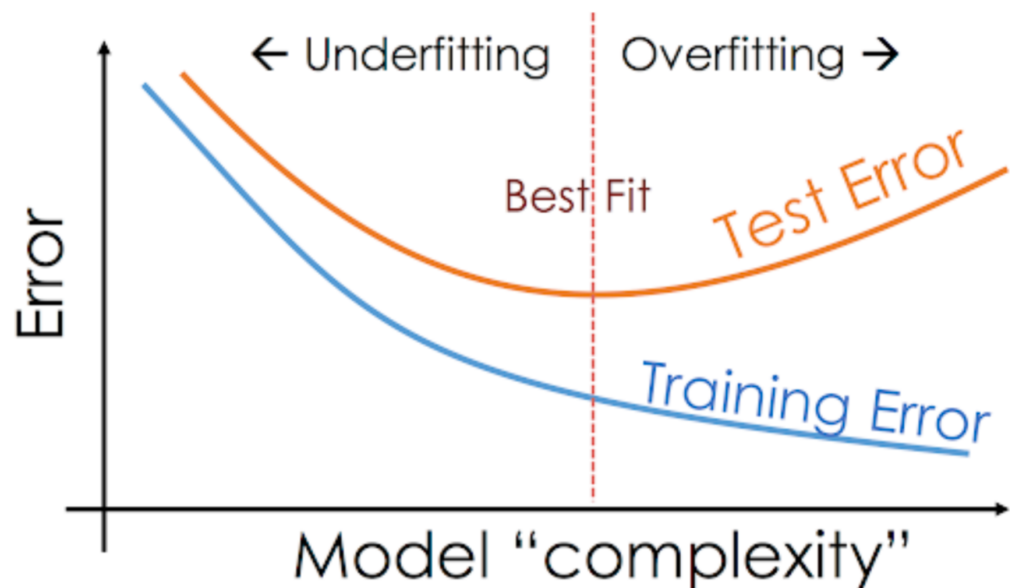 ← Underfitting
Overfitting →
Best Fit
Test Error
Error
Training Error
Model “complexity”